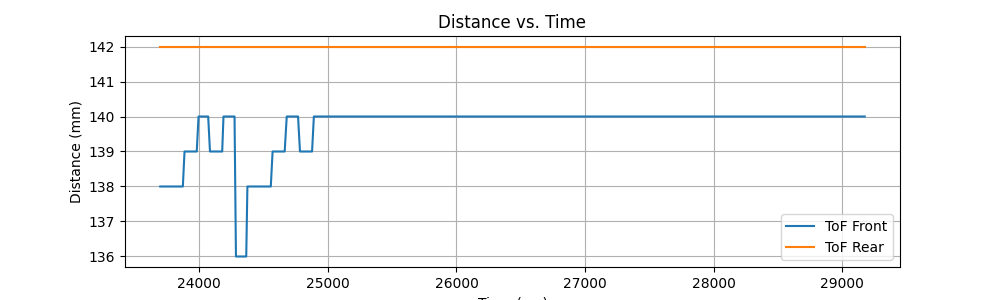 Distance vs. Time
Distance (mm)
142
141
140
139
138
137
136
24000 25000 26000 27000 28000 29000
ToF Front
ToF Rear